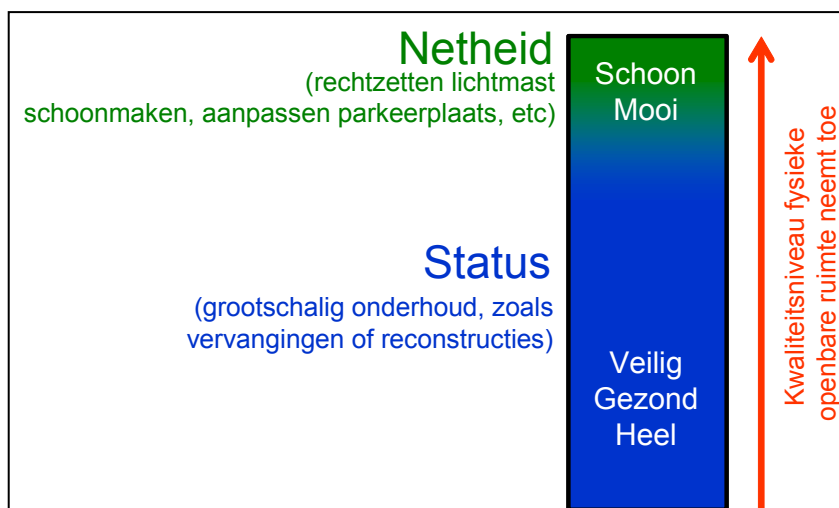 Netheid
(rechtzetten lichtmast
schoonmaken, aanpassen parkeerplaats, etc)
Schoon
Mooi
Status
(grootschalig onderhoud, zoals
vervangingen of reconstructies)
Veilig
Gezond
Heel
Kwaliteitsniveau fysieke
openbare ruimte neemt toe